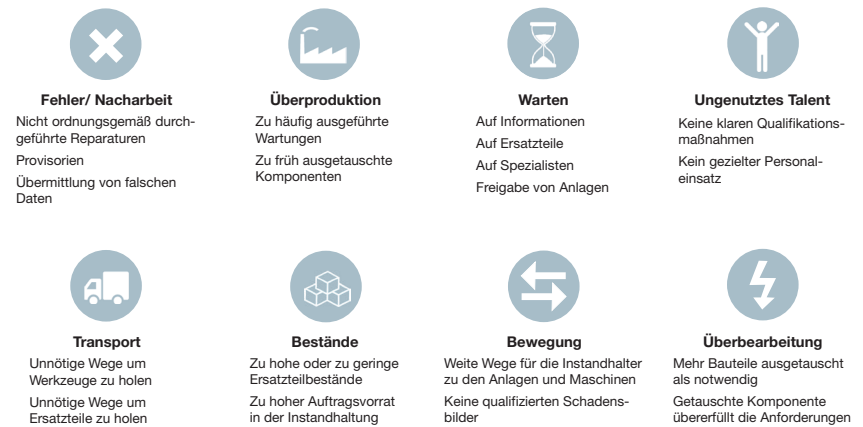 Fehler/ Nacharbeit
Nicht ordnungsgemäß durch-
geführte Reparaturen
Provisorien
Übermittlung von falschen
Daten
Überproduktion
Zu häufig ausgeführte
Wartungen
Zu früh ausgetauschte
Komponenten
Warten
Auf Informationen
Auf Ersatzteile
Auf Spezialisten
Freigabe von Anlagen
Ungenutztes Talent
Keine klaren Qualifikations-
maßnahmen
Kein gezielter Personal-
einsatz
Transport
Unnötige Wege um
Werkzeuge zu holen
Unnötige Wege um
Ersatzteile zu holen
Bestände
Zu hohe oder zu geringe
Ersatzteilbestände
Zu hoher Auftragsvorrat
in der Instandhaltung
Bewegung
Weite Wege für die Instandhalter
zu den Anlagen und Maschinen
Keine qualifizierten Schadens-
bilder
Überbearbeitung
Mehr Bauteile ausgetauscht
als notwendig
Getauschte Komponente
übererfüllt die Anforderungen